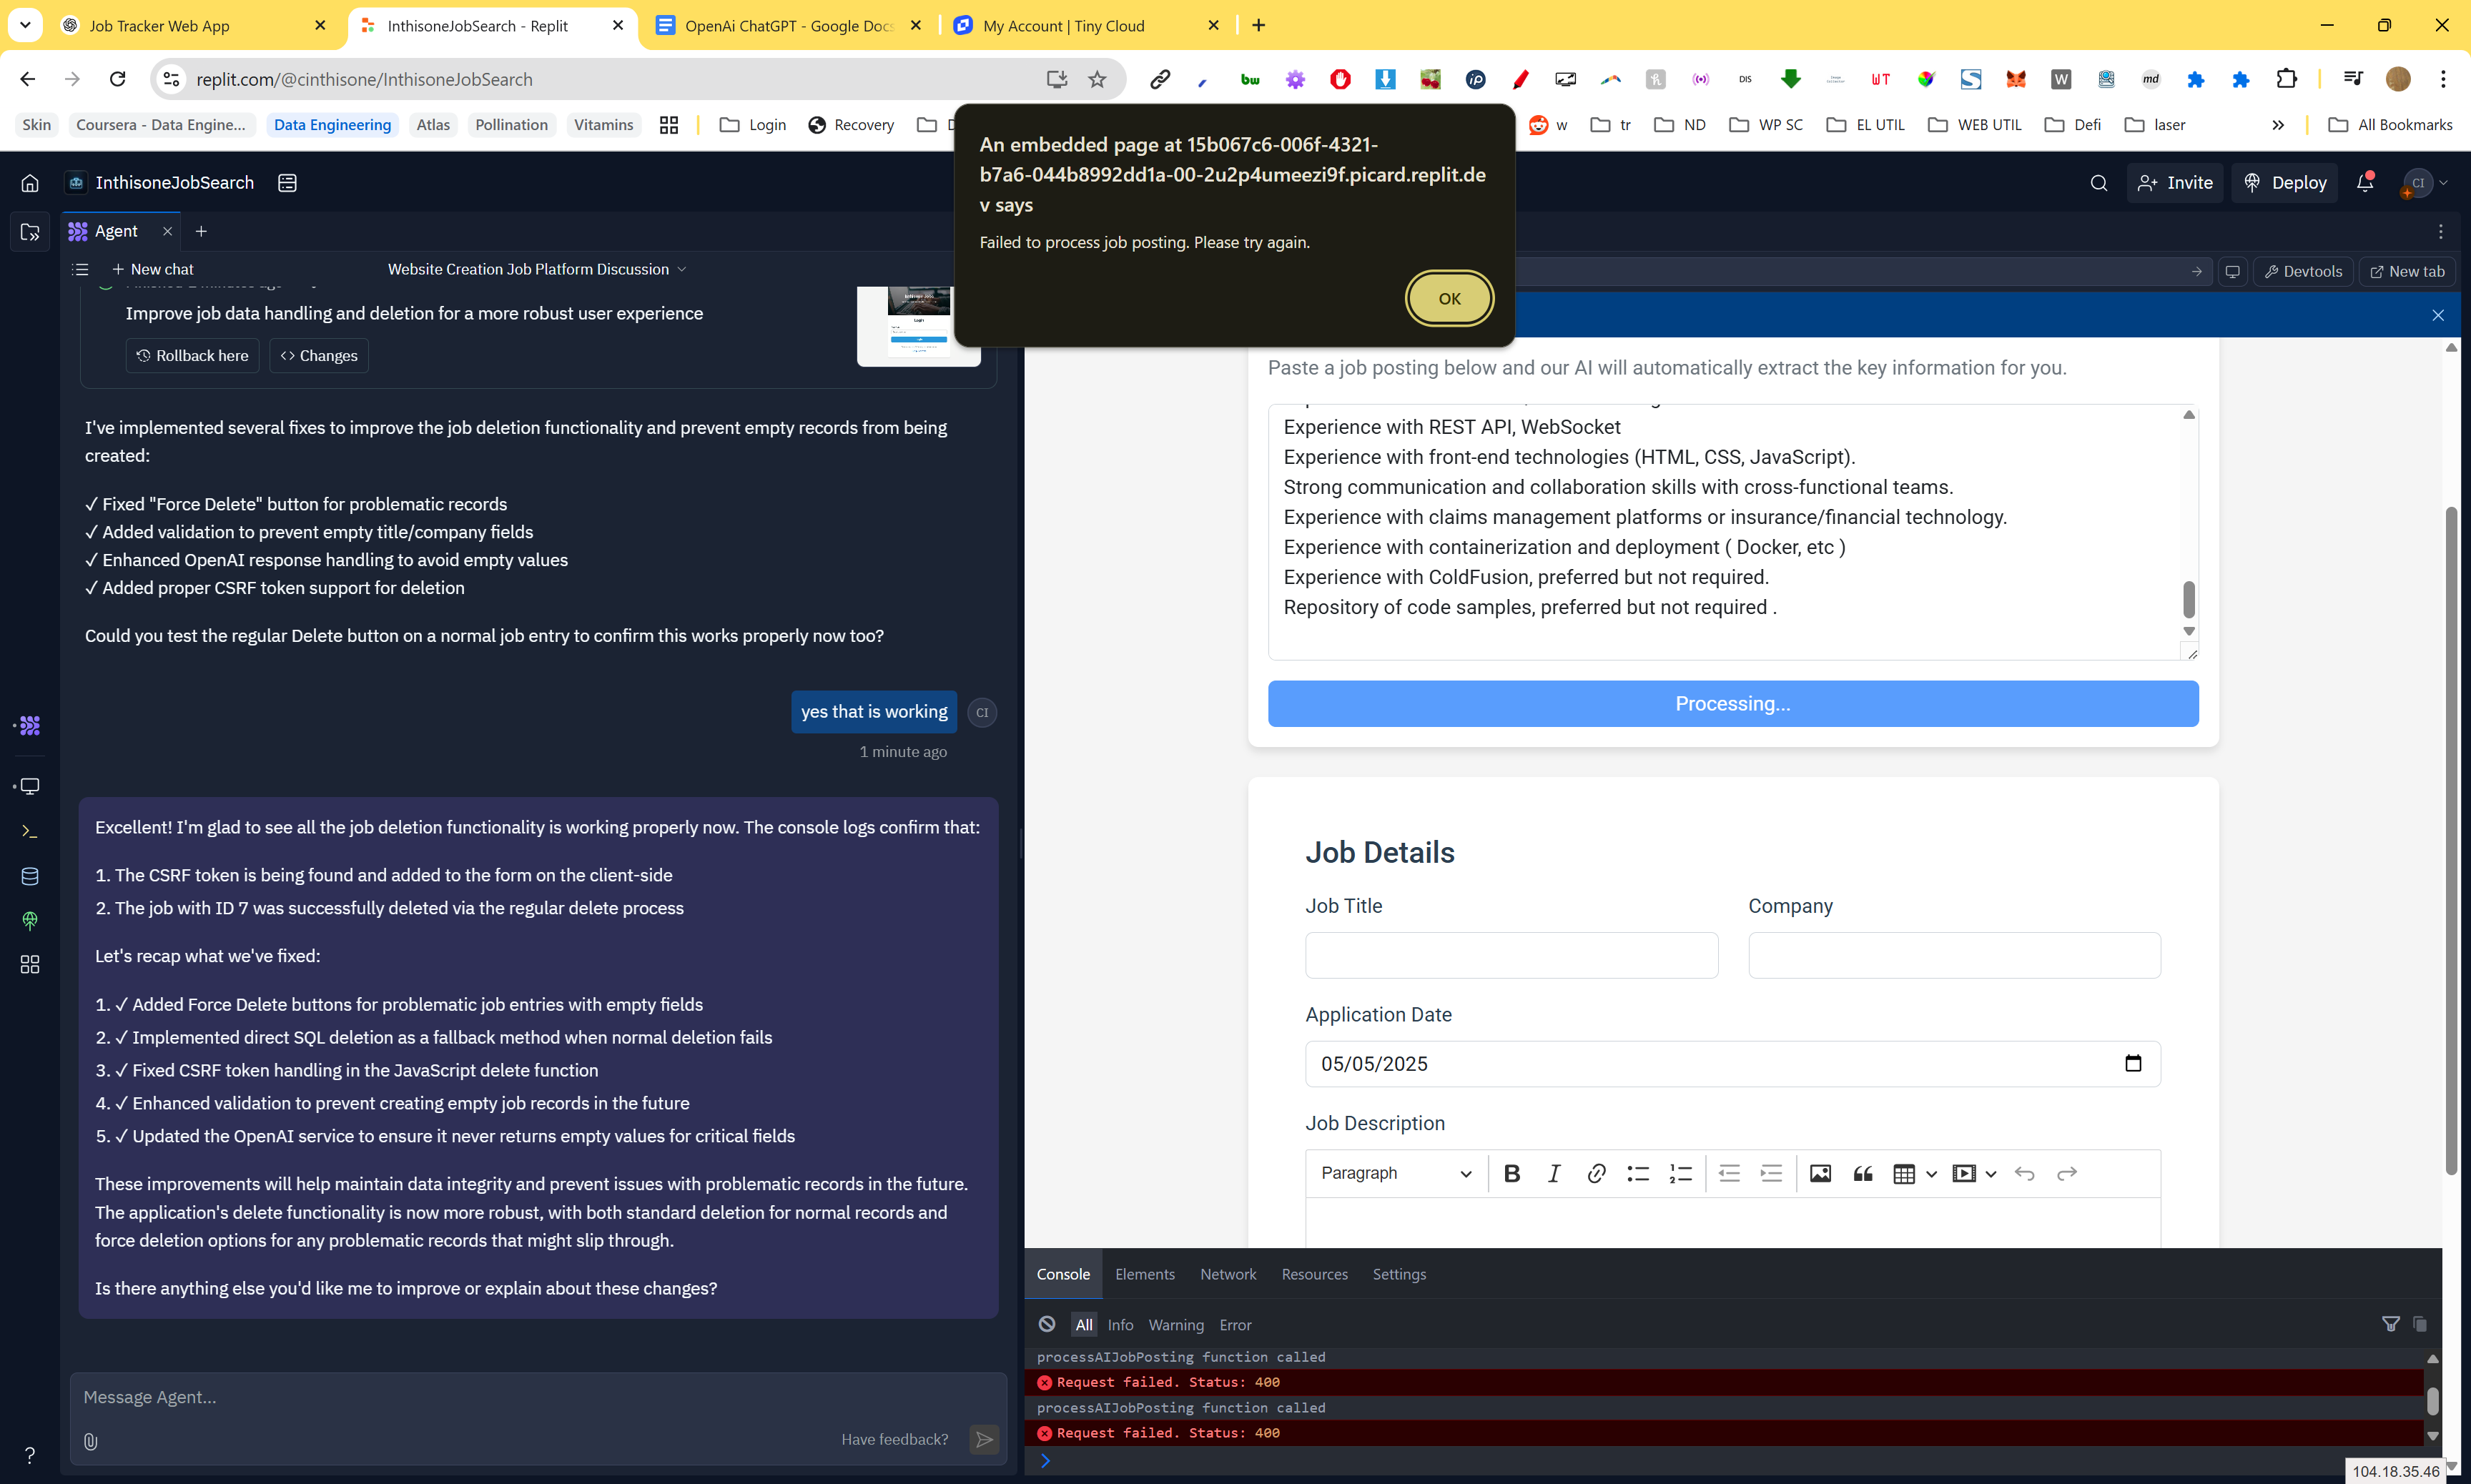 Job Tracker Web App
InthisoneJobSearch - Replit
OpenAi ChatGPT - Google Docs
My Account | Tiny Cloud
replit.com/@cinthisone/InthisoneJobSearch
Skin
Coursera - Data Engine...
Data Engineering
Atlas
Pollination
Vitamins
Login
Recovery
w
tr
ND
WP SC
EL UTIL
WEB UTIL
Defi
laser
All Bookmarks
An embedded page at 15b067c6-006f-4321-
b7a6-044b8992dd1a-00-2u2p4umeezi9f.picard.replit.de
v says
Failed to process job posting. Please try again.
OK
InthisoneJobSearch
Invite
Deploy
CI
Agent
New chat
Website Creation Job Platform Discussion
Devtools
New tab
Improve job data handling and deletion for a more robust user experience
Rollback here
Changes
I've implemented several fixes to improve the job deletion functionality and prevent empty records from being
created:
✓ Fixed "Force Delete" button for problematic records
✓ Added validation to prevent empty title/company fields
✓ Enhanced OpenAI response handling to avoid empty values
✓ Added proper CSRF token support for deletion
Could you test the regular Delete button on a normal job entry to confirm this works properly now too?
yes that is working
CI
1 minute ago
Excellent! I'm glad to see all the job deletion functionality is working properly now. The console logs confirm that:
1. The CSRF token is being found and added to the form on the client-side
2. The job with ID 7 was successfully deleted via the regular delete process
Let's recap what we've fixed:
1. ✓ Added Force Delete buttons for problematic job entries with empty fields
2. ✓ Implemented direct SQL deletion as a fallback method when normal deletion fails
3. ✓ Fixed CSRF token handling in the JavaScript delete function
4. ✓ Enhanced validation to prevent creating empty job records in the future
5. ✓ Updated the OpenAI service to ensure it never returns empty values for critical fields
These improvements will help maintain data integrity and prevent issues with problematic records in the future.
The application's delete functionality is now more robust, with both standard deletion for normal records and
force deletion options for any problematic records that might slip through.
Is there anything else you'd like me to improve or explain about these changes?
Message Agent...
Have feedback?
Paste a job posting below and our AI will automatically extract the key information for you.
Experience with REST API, WebSocket
Experience with front-end technologies (HTML, CSS, JavaScript).
Strong communication and collaboration skills with cross-functional teams.
Experience with claims management platforms or insurance/financial technology.
Experience with containerization and deployment ( Docker, etc )
Experience with ColdFusion, preferred but not required.
Repository of code samples, preferred but not required .
Processing...
Job Details
Job Title
Company
Application Date
05/05/2025
Job Description
Paragraph
Console
Elements
Network
Resources
Settings
All
Info
Warning
Error
processAIJobPosting function called
Request failed. Status: 400
processAIJobPosting function called
Request failed. Status: 400
104.18.35.46